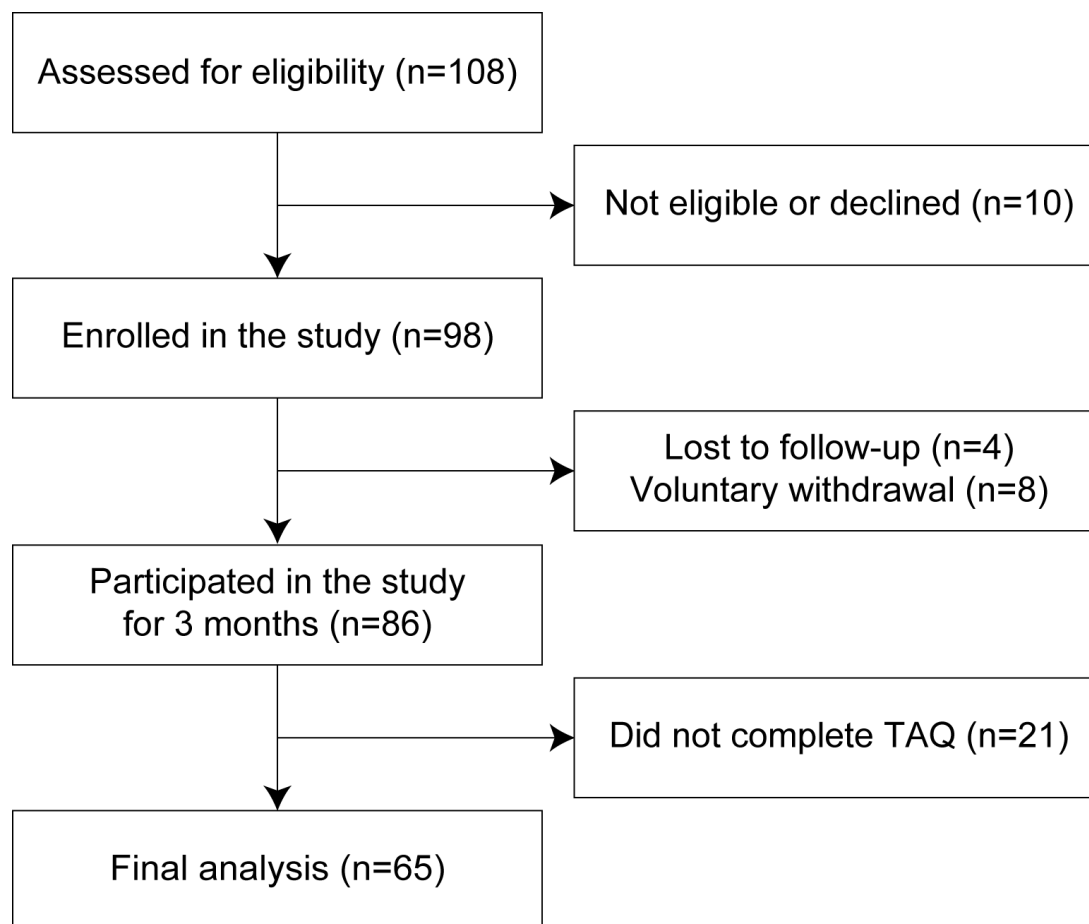 Assessed for eligibility (n=108)
Not eligible or declined (n=10)
Enrolled in the study (n=98)
Lost to follow-up (n=4)
Voluntary withdrawal (n=8)
Participated in the study
for 3 months (n=86)
Did not complete TAQ (n=21)
Final analysis (n=65)